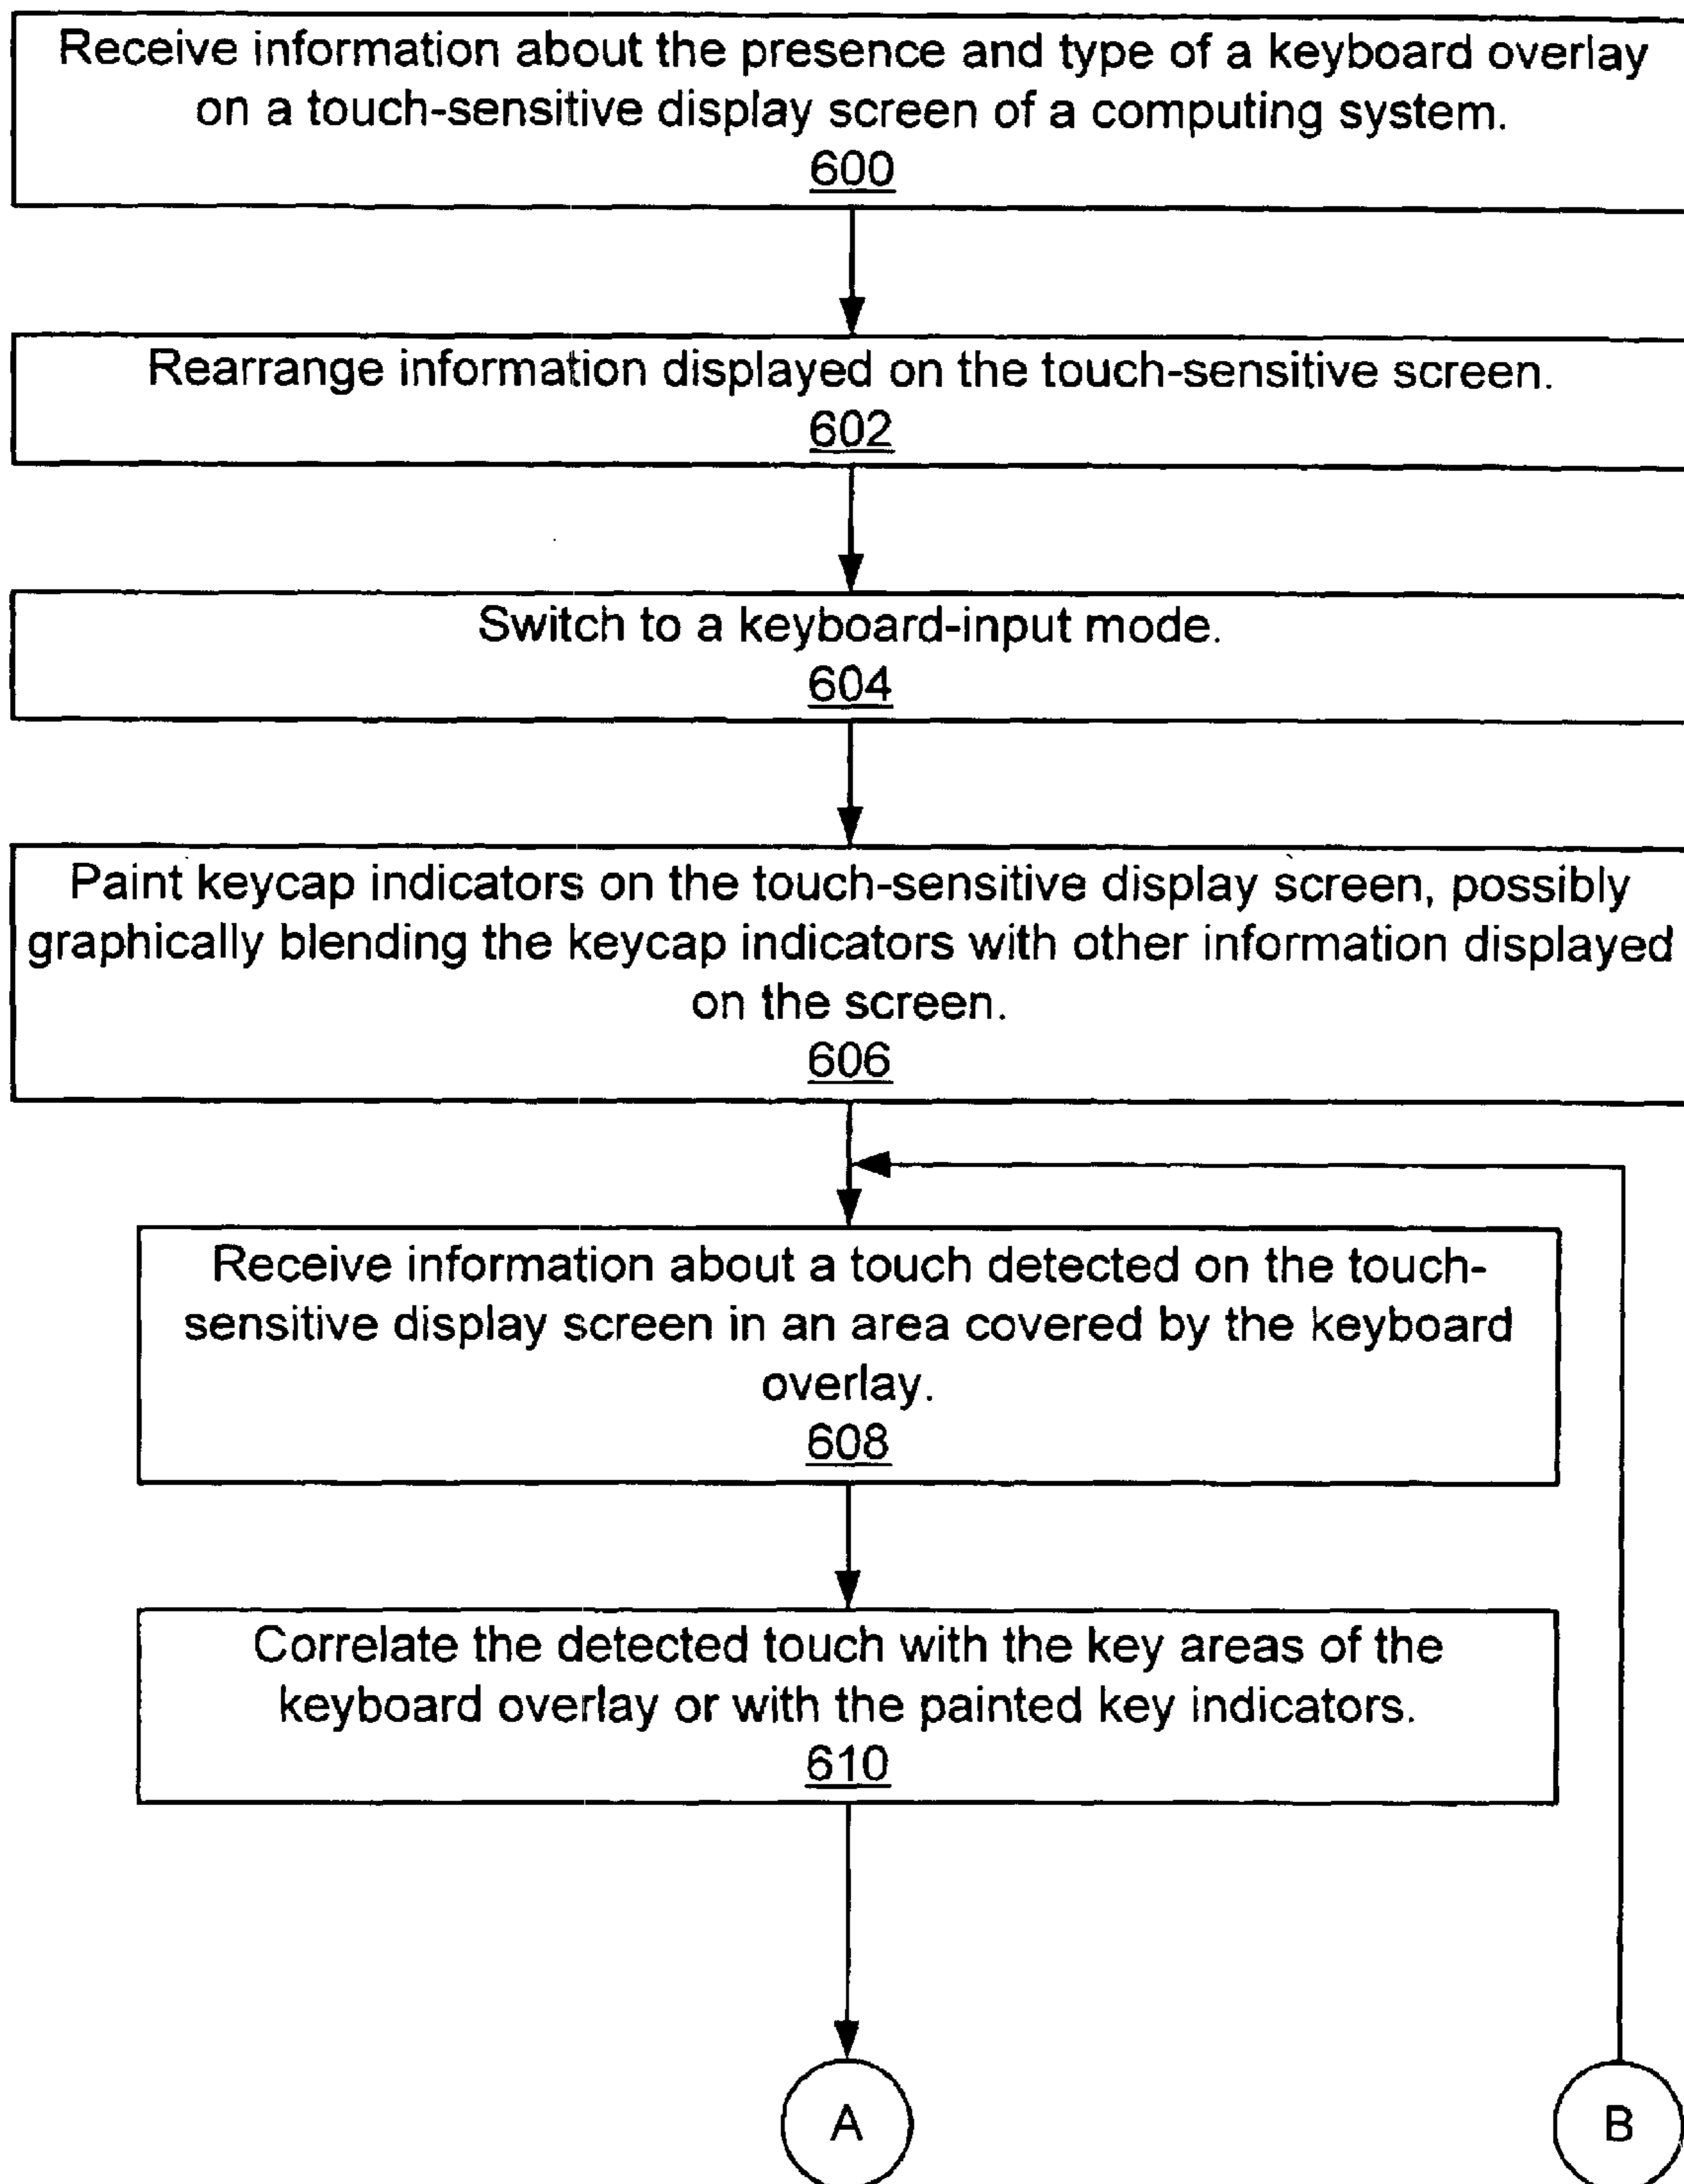 Receive information about the presence and type of a keyboard overlay
on a touch-sensitive display screen of a computing system.
600
Rearrange information displayed on the touch-sensitive screen.
602
Switch to a keyboard-input mode.
604
Paint keycap indicators on the touch-sensitive display screen, possibly
graphically blending the keycap indicators with other information displayed
on the screen.
606
Receive information about a touch detected on the touch-
sensitive display screen in an area covered by the keyboard
overlay.
608
Correlate the detected touch with the key areas of the
keyboard overlay or with the painted key indicators.
610
A
B